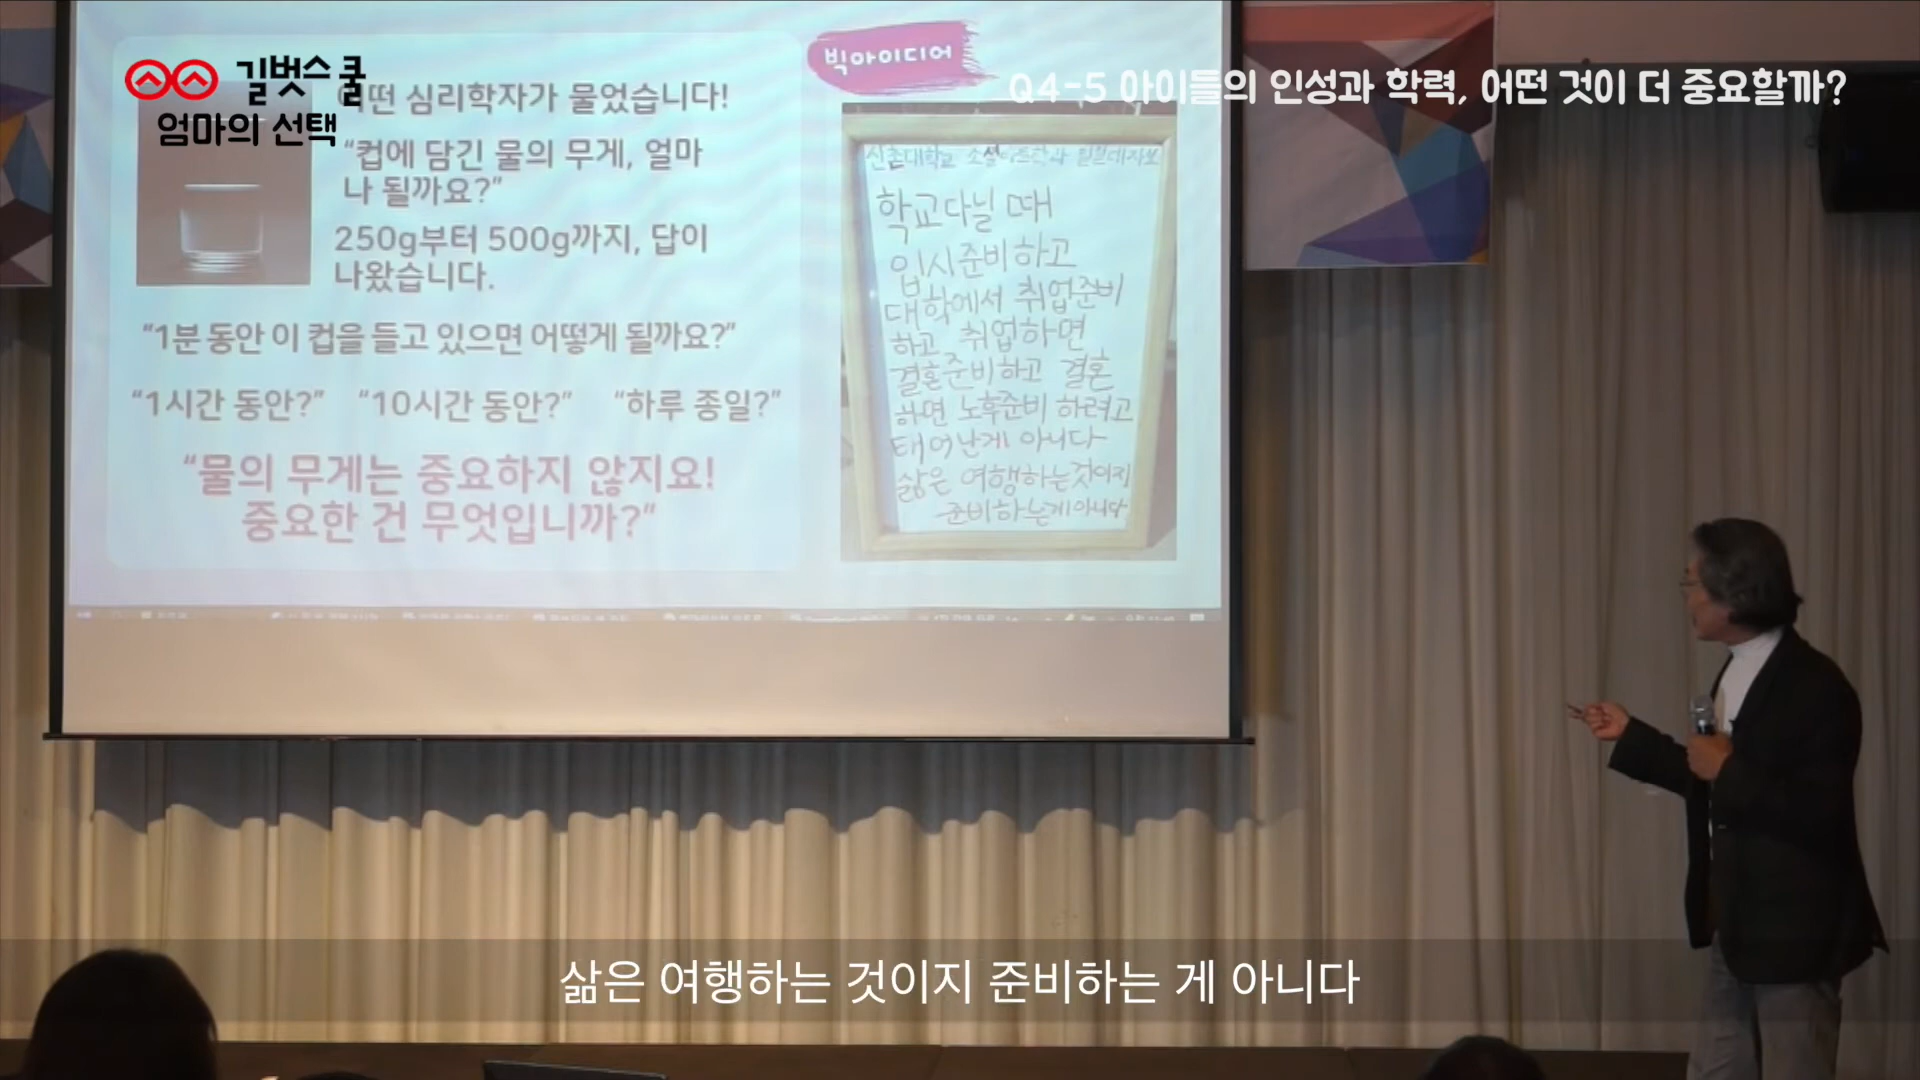 길벗스쿨
엄마의 선택
Q4-5 아이들의 인성과 학력, 어떤 것이 더 중요할까?
떤 심리학자가 물었습니다!
“컵에 담긴 물의 무게, 얼마
나 될까요?”
250g부터 500g까지, 답이
나왔습니다.
“1분 동안 이 컵을 들고 있으면 어떻게 될까요?”
“1시간 동안?” “10시간 동안?” “하루 종일?”
“물의 무게는 중요하지 않지요!
중요한 건 무엇입니까?”
빅아이디어
신촌대학교
학교다닐 때
입시준비하고
대학에서 취업준비
하고 취업하면
결혼준비하고 결혼
하면 노후준비 하려고
태어난게 아니다
삶은 여행하는것이지
준비하는게아니다
삶은 여행하는 것이지 준비하는 게 아니다